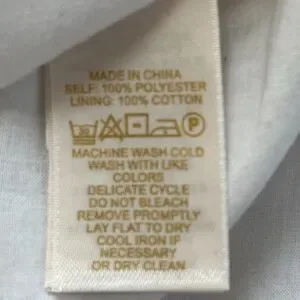 MADE IN CHINA
SELF: 100% POLYESTER
LINING: 100% COTTON
30 P
MACHINE WASH COLD
WASH WITH LIKE
COLORS
DELICATE CYCLE
DO NOT BLEACH
REMOVE PROMPTLY
LAY FLAT TO DRY
COOL IRON IF
NECESSARY
OR DRY CLEAN